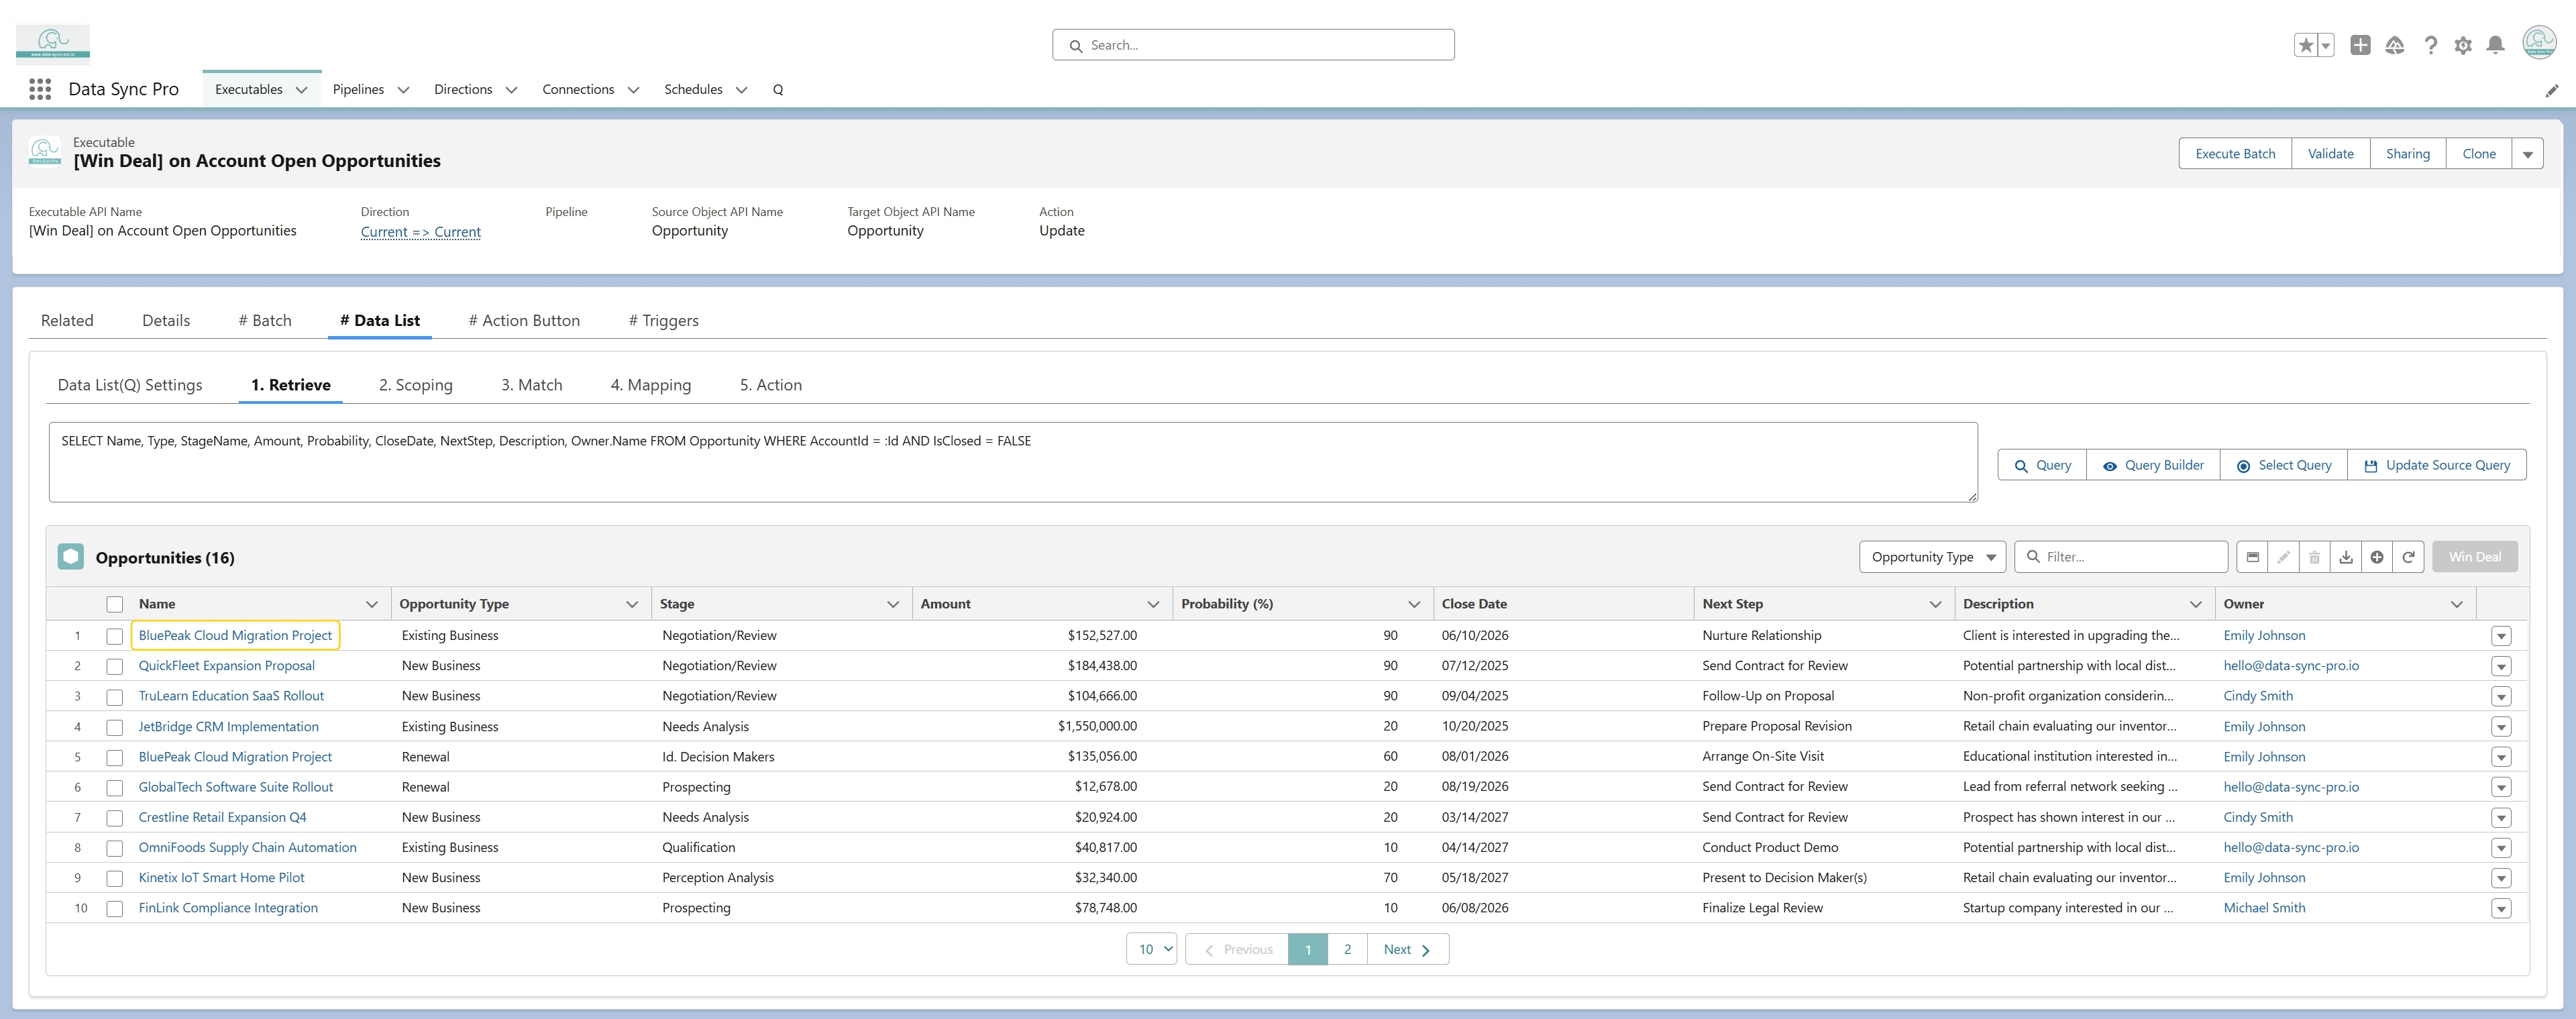 www.data-sync-pro.io
Search...
Data Sync Pro
Data Sync Pro Executables Pipelines Directions Connections Schedules Q
Executable
[Win Deal] on Account Open Opportunities
Execute Batch Validate Sharing Clone
Executable API Name Direction Pipeline Source Object API Name Target Object API Name Action
[Win Deal] on Account Open Opportunities Current => Current Opportunity Opportunity Update
Related Details # Batch # Data List # Action Button # Triggers
Data List(Q) Settings 1. Retrieve 2. Scoping 3. Match 4. Mapping 5. Action
SELECT Name, Type, StageName, Amount, Probability, CloseDate, NextStep, Description, Owner.Name FROM Opportunity WHERE AccountId = :Id AND IsClosed = FALSE
Query Query Builder Select Query Update Source Query
Opportunities (16) Opportunity Type Filter... Win Deal
Name Opportunity Type Stage Amount Probability (%) Close Date Next Step Description Owner
1 BluePeak Cloud Migration Project Existing Business Negotiation/Review $152,527.00 90 06/10/2026 Nurture Relationship Client is interested in upgrading the... Emily Johnson
2 QuickFleet Expansion Proposal New Business Negotiation/Review $184,438.00 90 07/12/2025 Send Contract for Review Potential partnership with local dist... hello@data-sync-pro.io
3 TruLearn Education SaaS Rollout New Business Negotiation/Review $104,666.00 90 09/04/2025 Follow-Up on Proposal Non-profit organization considerin... Cindy Smith
4 JetBridge CRM Implementation Existing Business Needs Analysis $1,550,000.00 20 10/20/2025 Prepare Proposal Revision Retail chain evaluating our inventor... Emily Johnson
5 BluePeak Cloud Migration Project Renewal Id. Decision Makers $135,056.00 60 08/01/2026 Arrange On-Site Visit Educational institution interested in... Emily Johnson
6 GlobalTech Software Suite Rollout Renewal Prospecting $12,678.00 20 08/19/2026 Send Contract for Review Lead from referral network seeking ... hello@data-sync-pro.io
7 Crestline Retail Expansion Q4 New Business Needs Analysis $20,924.00 20 03/14/2027 Send Contract for Review Prospect has shown interest in our ... Cindy Smith
8 OmniFoods Supply Chain Automation Existing Business Qualification $40,817.00 10 04/14/2027 Conduct Product Demo Potential partnership with local dist... hello@data-sync-pro.io
9 Kinetix IoT Smart Home Pilot New Business Perception Analysis $32,340.00 70 05/18/2027 Present to Decision Maker(s) Retail chain evaluating our inventor... Emily Johnson
10 FinLink Compliance Integration New Business Prospecting $78,748.00 10 06/08/2026 Finalize Legal Review Startup company interested in our ... Michael Smith
10 Previous 1 2 Next